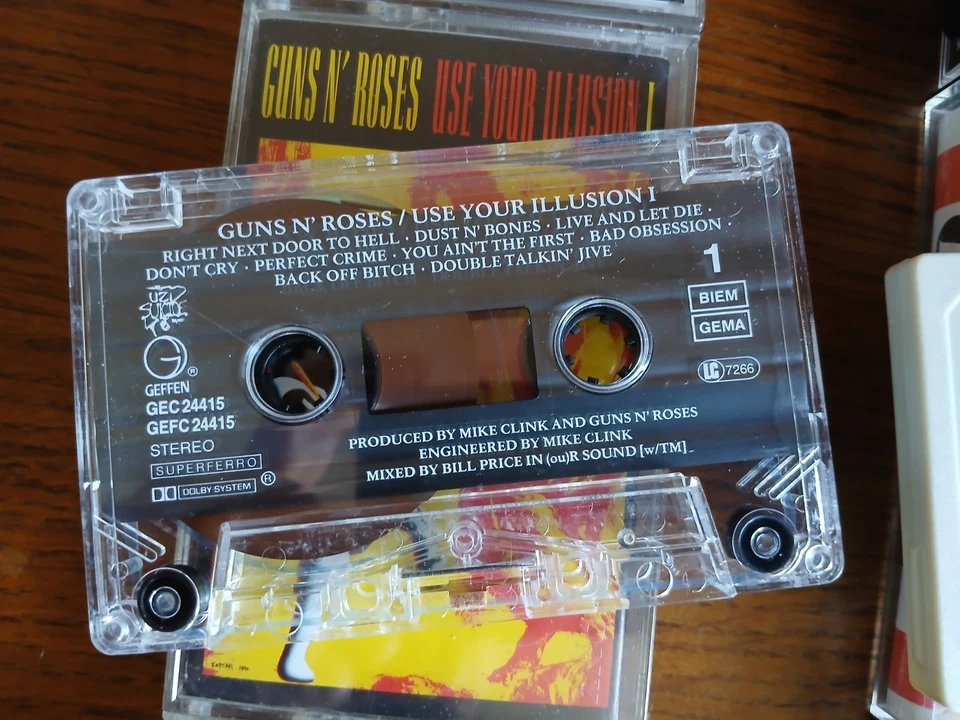 GUNS N' ROSES USE YOUR ILLUSION I
GUNS N' ROSES / USE YOUR ILLUSION I
RIGHT NEXT DOOR TO HELL · DUST N' BONES · LIVE AND LET DIE ·
DON'T CRY · PERFECT CRIME · YOU AIN'T THE FIRST · BAD OBSESSION ·
BACK OFF BITCH · DOUBLE TALKIN' JIVE
1
BIEM
GEMA
LC 7266
G®
GEFFEN
GEC 24415
GEFC 24415
STEREO
SUPERFERRO
DOLBY SYSTEM ®
PRODUCED BY MIKE CLINK AND GUNS N' ROSES
ENGINEERED BY MIKE CLINK
MIXED BY BILL PRICE IN (ou)R SOUND [w/TM]